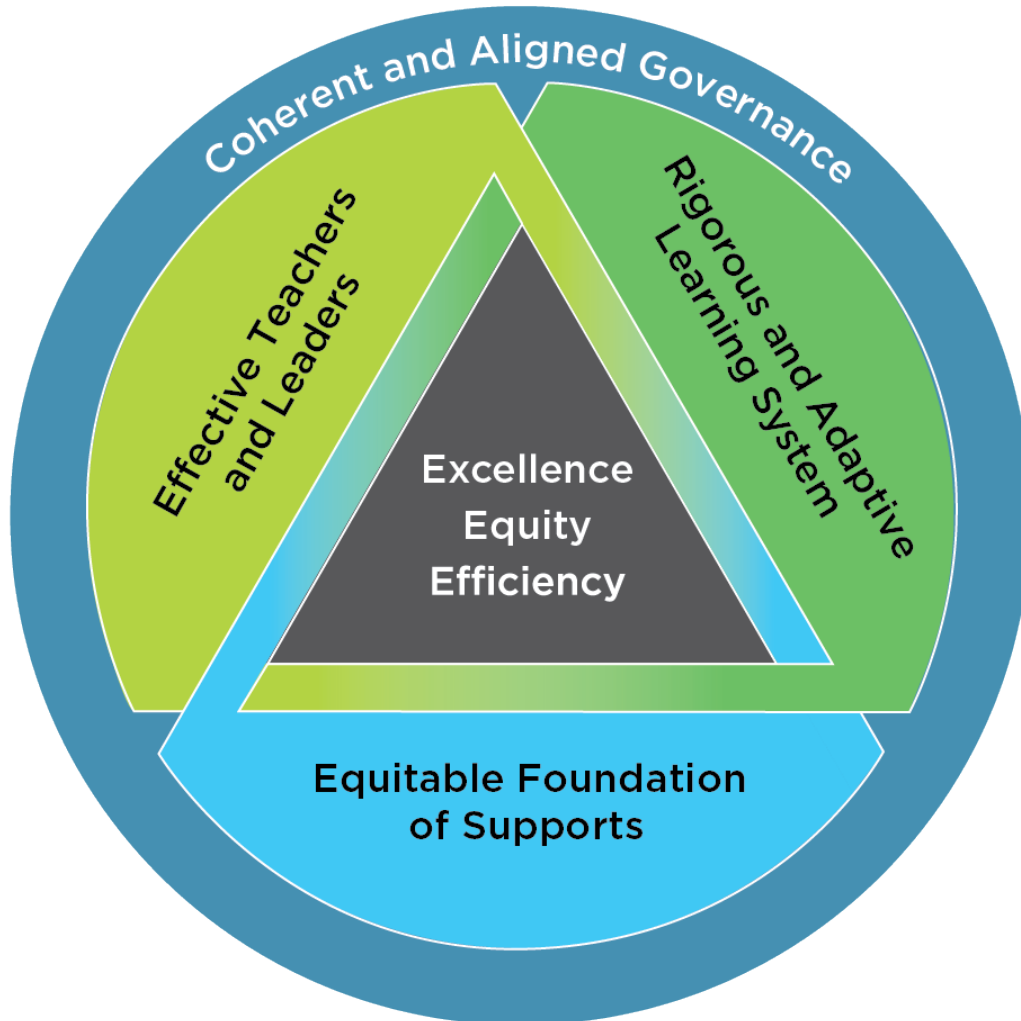 Coherent and Aligned Governance
Effective Teachers
and Leaders
Rigorous and Adaptive
Learning System
Excellence
Equity
Efficiency
Equitable Foundation
of Supports